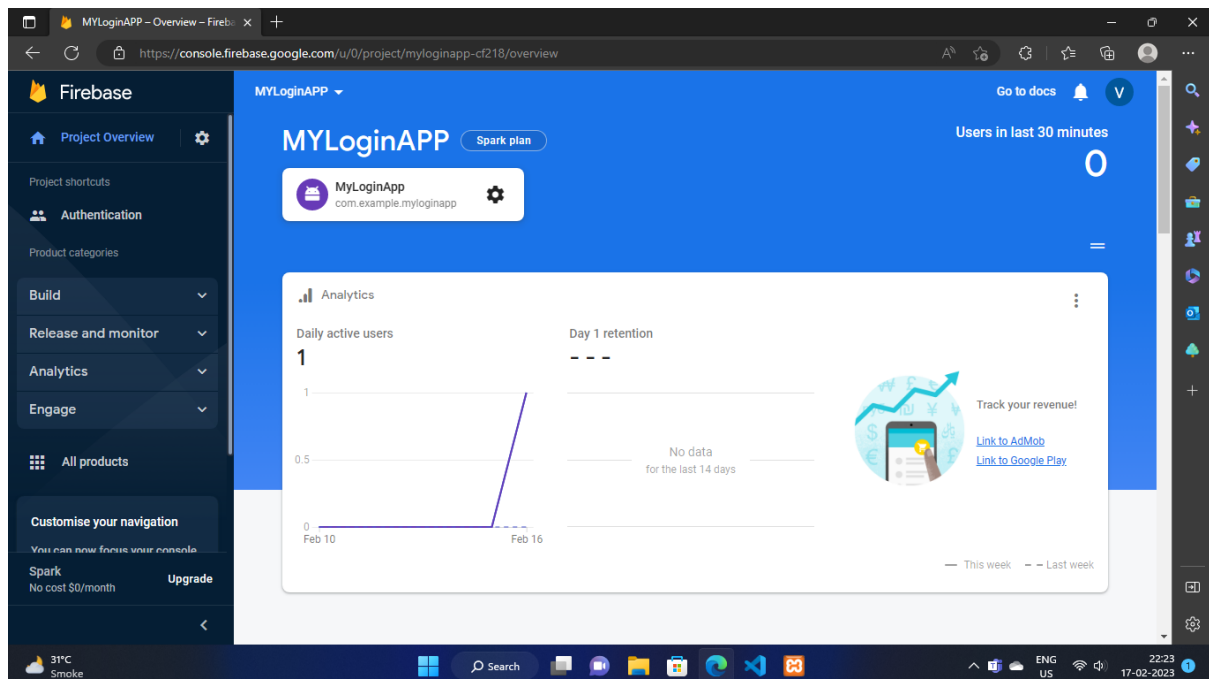 MYLoginAPP – Overview – Fireb
https://console.firebase.google.com/u/0/project/myloginapp-cf218/overview
Firebase
Project Overview
Project shortcuts
Authentication
Product categories
Build
Release and monitor
Analytics
Engage
All products
Customise your navigation
You can now focus your console
Spark
No cost $0/month
Upgrade
MYLoginAPP
Go to docs
V
MYLoginAPP
Spark plan
Users in last 30 minutes
0
MyLoginApp
com.example.myloginapp
Analytics
Daily active users
1
1
0.5
0
Feb 10
Feb 16
Day 1 retention
- - -
No data
for the last 14 days
Track your revenue!
Link to AdMob
Link to Google Play
This week
Last week
31°C
Smoke
Search
ENG
US
22:23
17-02-2023
1